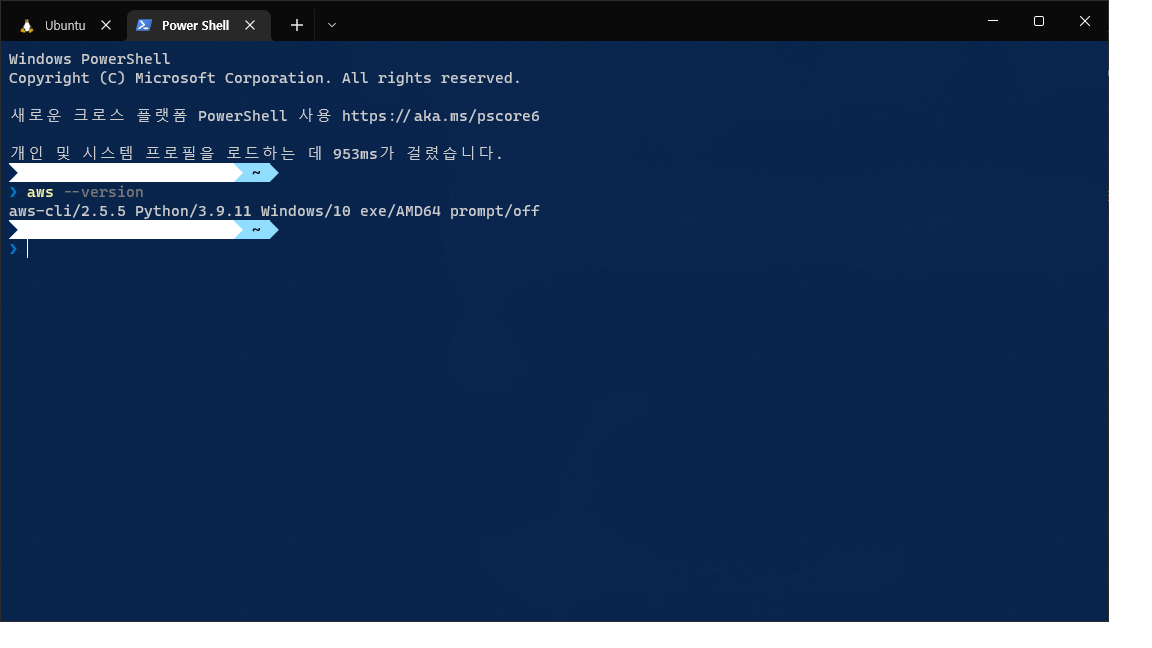 Ubuntu
Power Shell
Windows PowerShell
Copyright (C) Microsoft Corporation. All rights reserved.
새로운 크로스 플랫폼 PowerShell 사용 https://aka.ms/pscore6
개인 및 시스템 프로필을 로드하는 데 953ms가 걸렸습니다.
~
❯ aws --version
aws-cli/2.5.5 Python/3.9.11 Windows/10 exe/AMD64 prompt/off
~
❯